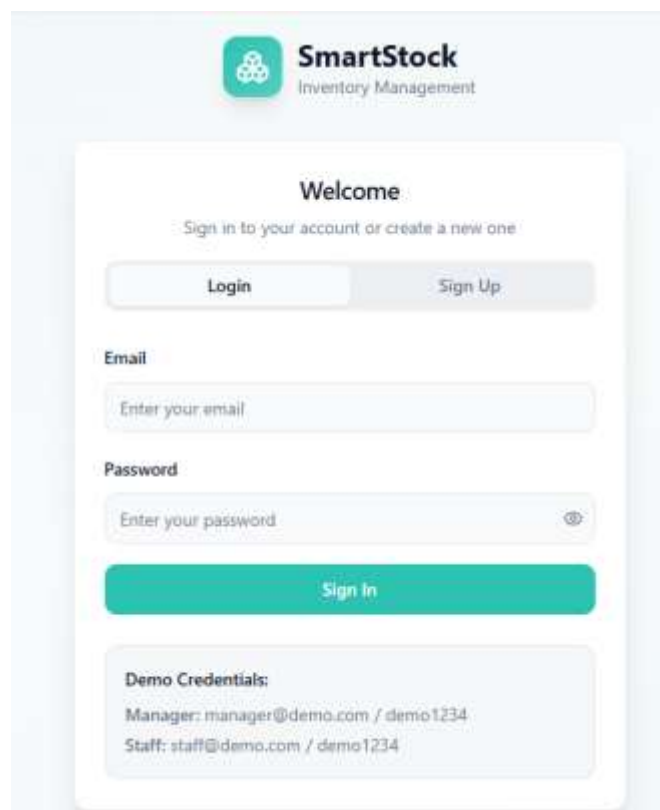 SmartStock
Inventory Management
Welcome
Sign in to your account or create a new one
Login
Sign Up
Email
Enter your email
Password
Enter your password
Sign In
Demo Credentials:
Manager: manager@demo.com / demo1234
Staff: staff@demo.com / demo1234